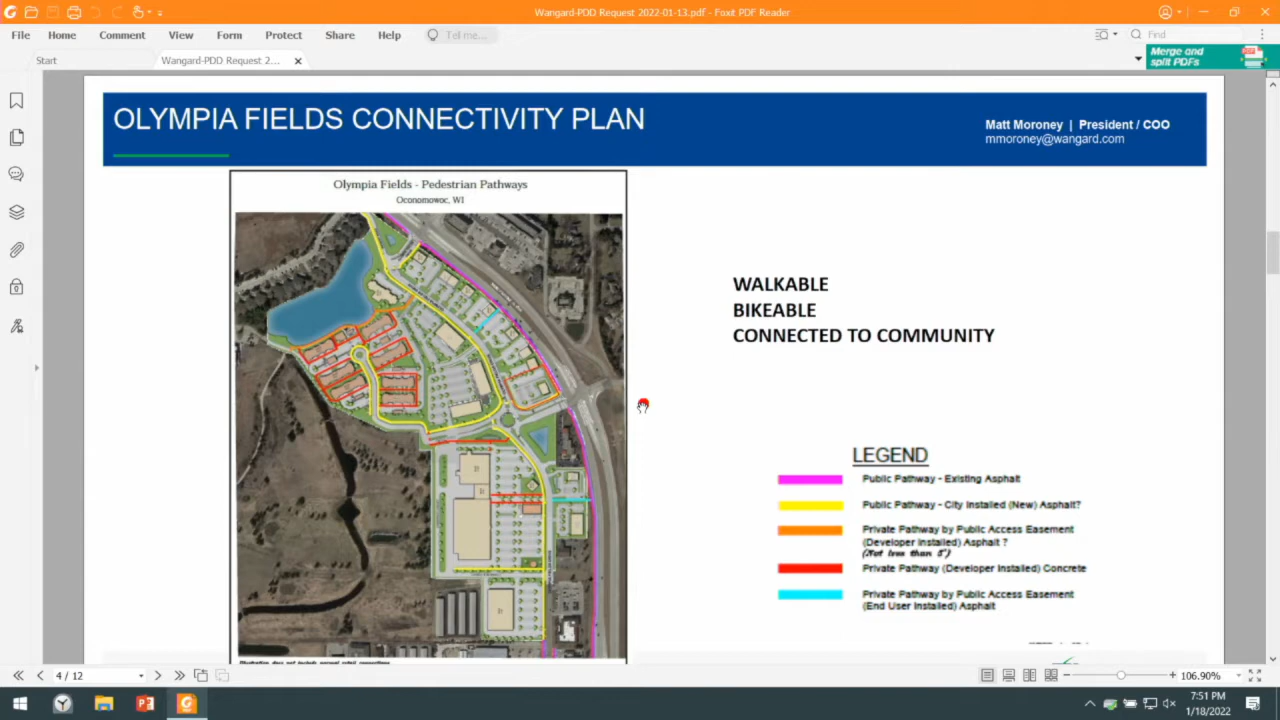 Wangard-PDD Request 2022-01-13.pdf - Foxit PDF Reader
File Home Comment View Form Protect Share Help Tell me... Find
Start Wangard-PDD Request 2... Merge and
split PDFs
OLYMPIA FIELDS CONNECTIVITY PLAN
Matt Moroney | President / COO
mmoroney@wangard.com
Olympia Fields - Pedestrian Pathways
Oconomowoc, WI
WALKABLE
BIKEABLE
CONNECTED TO COMMUNITY
LEGEND
Public Pathway - Existing Asphalt
Public Pathway - City Installed (New) Asphalt?
Private Pathway by Public Access Easement
(Developer Installed) Asphalt ?
(Not less than 5')
Private Pathway (Developer Installed) Concrete
Private Pathway by Public Access Easement
(End User Installed) Asphalt
4 / 12
106.90%
7:51 PM
1/18/2022